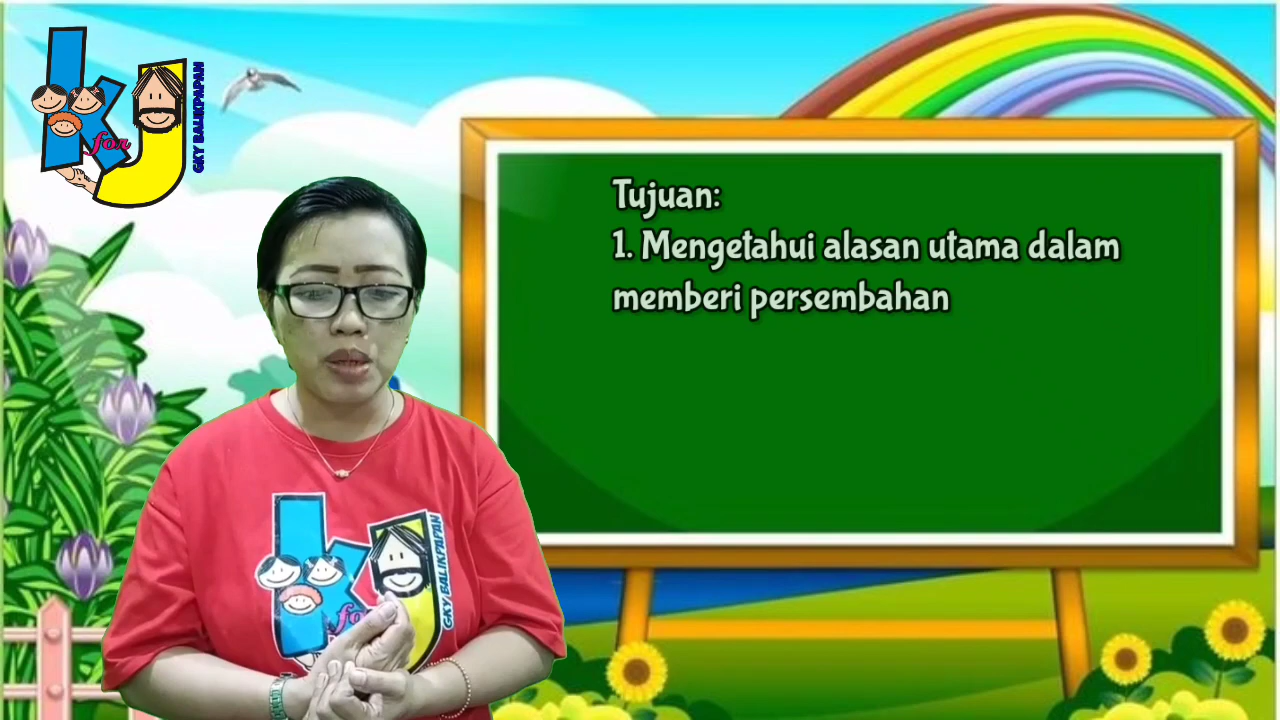 k for J
GKY BALIKPAPAN
Tujuan:
1. Mengetahui alasan utama dalam
memberi persembahan
k for J
GKY BALIKPAPAN